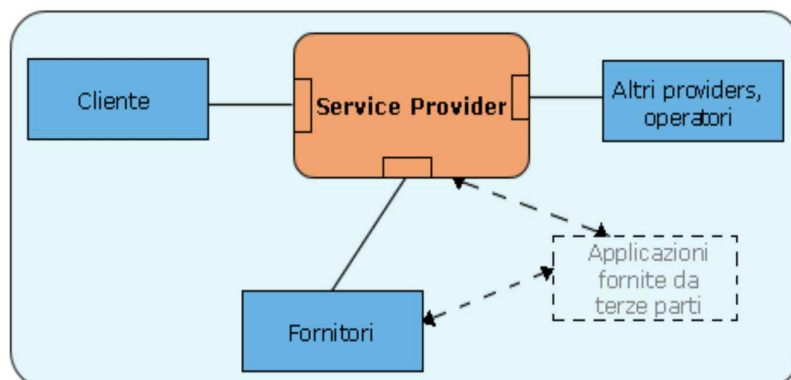 Cliente
Service Provider
Altri providers,
operatori
Applicazioni
fornite da
terze parti
Fornitori